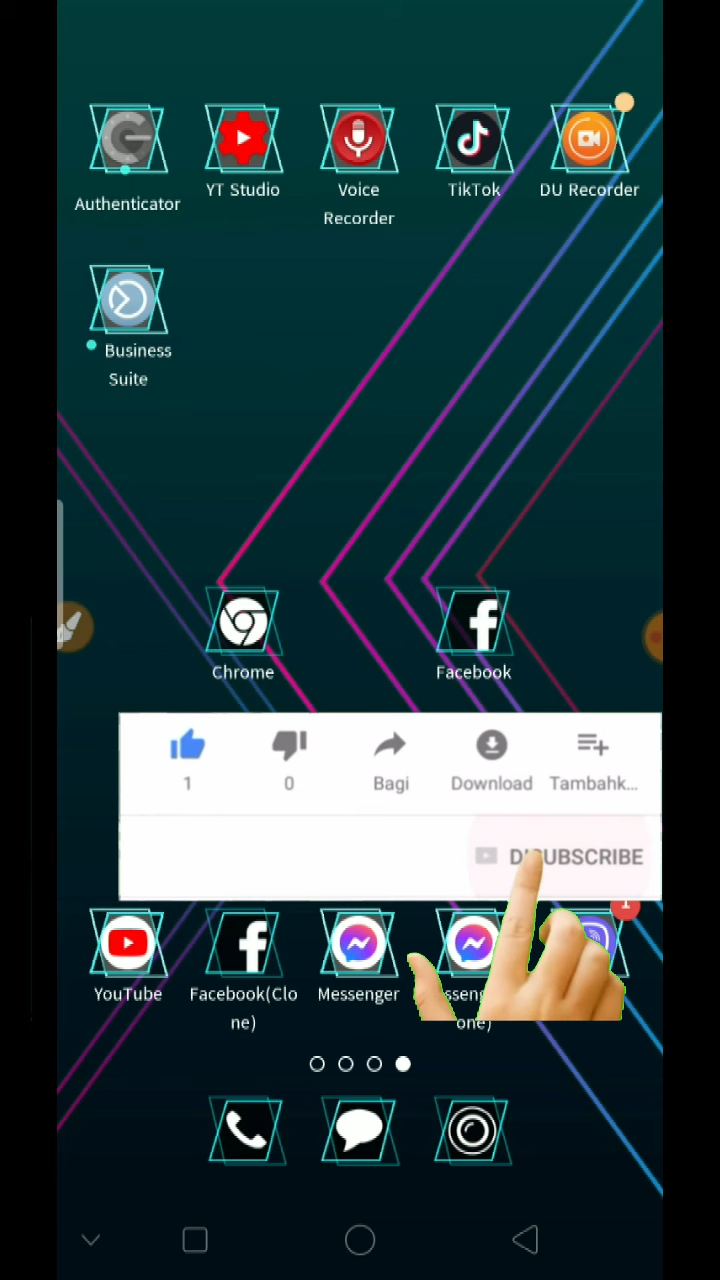 Authenticator
YT Studio
Voice
Recorder
TikTok
DU Recorder
Business
Suite
Chrome
Facebook
1
0
Bagi
Download
Tambahk...
YouTube
Facebook(Clo
ne)
Messenger
one)
1